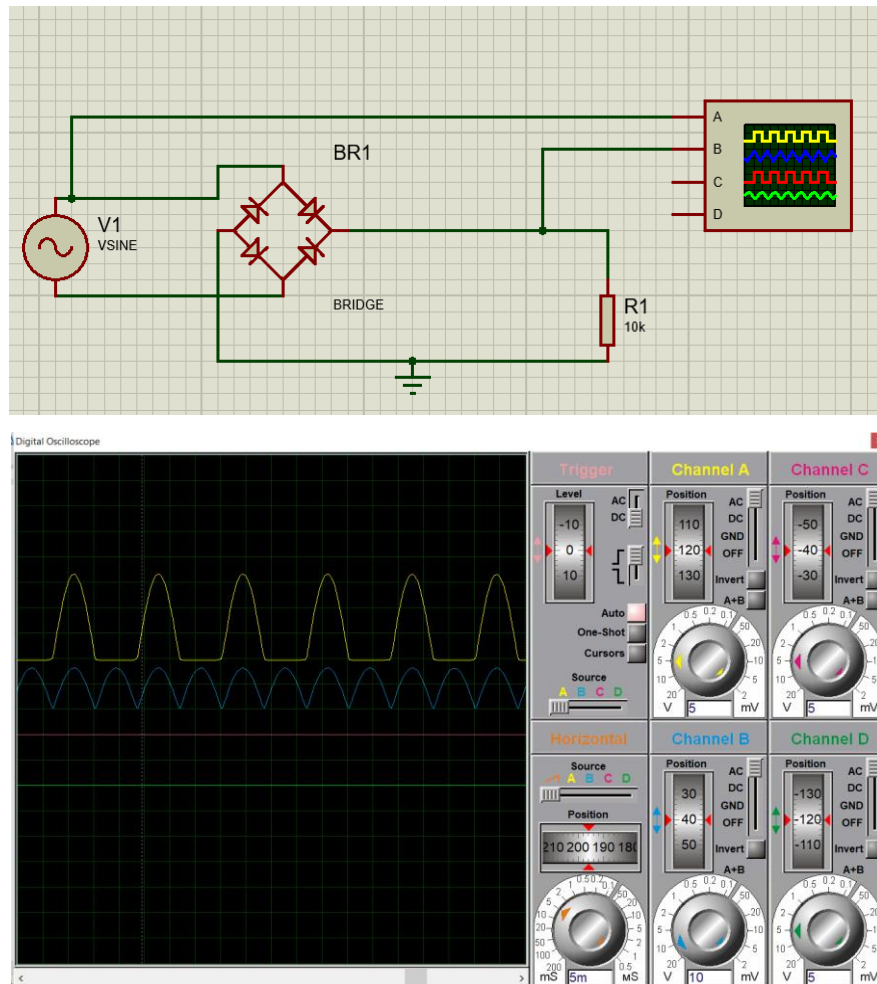 A
BR1
B
C
V1
VSINE
D
R1
BRIDGE
10k
Digital Oscilloscope
Trigger
Channel A
Channel C
Level
AC
DC
-10
0
10
Auto
One-Shot
Cursors
Source
A B C D
Position
110
120
130
AC
DC
GND
OFF
Invert
A+B
V
5
mV
Position
-50
-40
-30
AC
DC
GND
OFF
Invert
A+B
V
5
mV
Horizontal
Channel B
Channel D
Source
A B C D
Position
210 200 190 180
mS
5m
Position
30
40
50
AC
DC
GND
OFF
Invert
A+B
V
10
mV
Position
-130
-120
-110
AC
DC
GND
OFF
Invert
A+B
V
5
mV